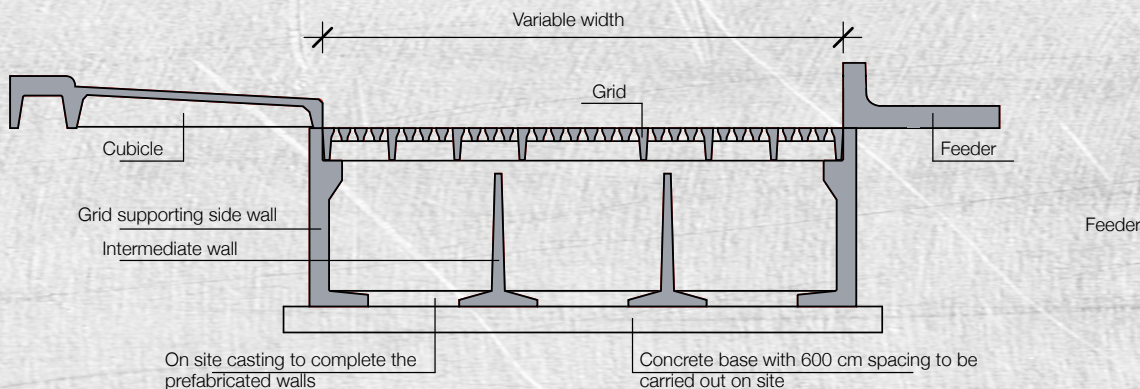 Variable width
Grid
Cubicle
Feeder
Grid supporting side wall
Feeder
Intermediate wall
On site casting to complete the
prefabricated walls
Concrete base with 600 cm spacing to be
carried out on site